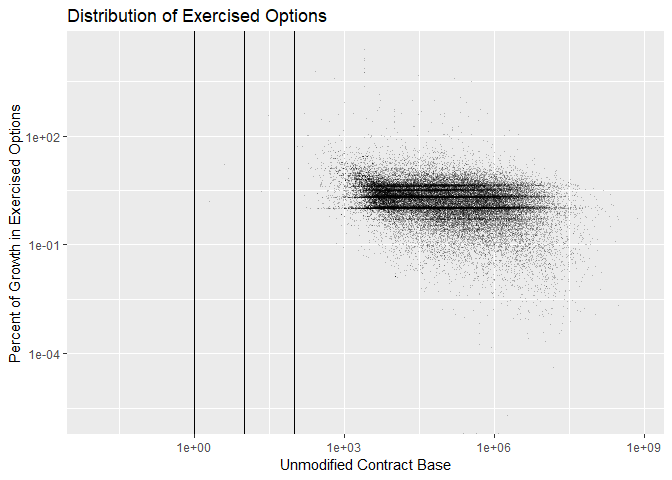 Distribution of Exercised Options
Percent of Growth in Exercised Options
1e+02
1e-01
1e-04
1e+00
1e+03
1e+06
1e+09
Unmodified Contract Base